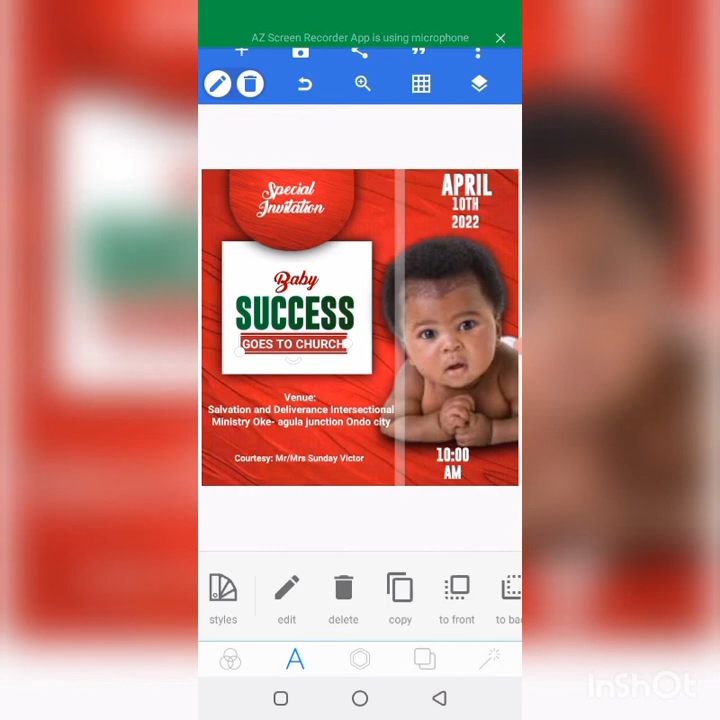 AZ Screen Recorder App is using microphone
Special
Invitation
APRIL
10TH
2022
Baby
SUCCESS
GOES TO CHURCH
Venue:
Salvation and Deliverance Intersectional
Ministry Oke- agula junction Ondo city
Courtesy: Mr/Mrs Sunday Victor
10:00
AM
styles
edit
delete
copy
to front
to bac
InShOt